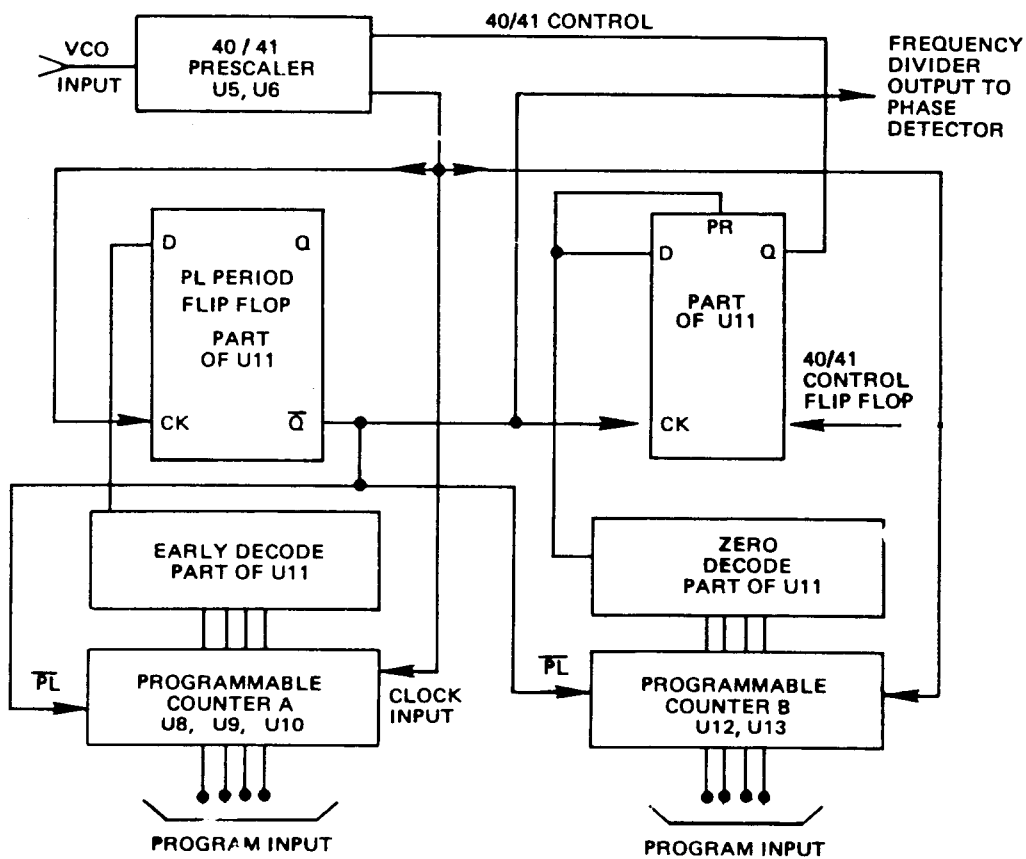 40/41 CONTROL
VCO
INPUT
40 / 41
PRESCALER
U5, U6
FREQUENCY
DIVIDER
OUTPUT TO
PHASE
DETECTOR
D Q
PL PERIOD
FLIP FLOP
PART
OF U11
CK Q̅
PR
D Q
PART
OF U11
CK
40/41
CONTROL
FLIP FLOP
EARLY DECODE
PART OF U11
ZERO
DECODE
PART OF U11
P̅L̅
PROGRAMMABLE
COUNTER A
U8, U9, U10
CLOCK
INPUT
P̅L̅
PROGRAMMABLE
COUNTER B
U12, U13
PROGRAM INPUT
PROGRAM INPUT